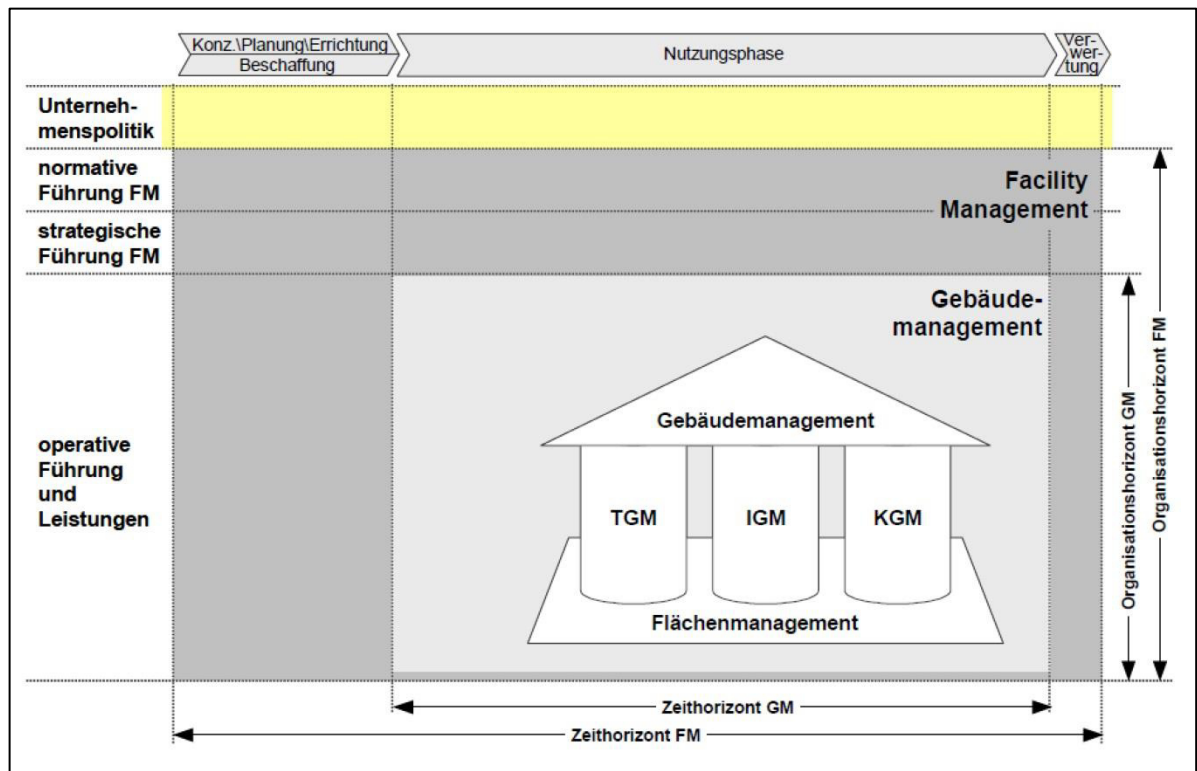 Konz.\Planung\Errichtung
Beschaffung
Nutzungsphase
Ver-
wer-
tung
Unterneh-
menspolitik
normative
Führung FM
Facility
Management
strategische
Führung FM
Gebäude-
management
operative
Führung
und
Leistungen
Gebäudemanagement
TGM
IGM
KGM
Flächenmanagement
Organisationshorizont GM
Organisationshorizont FM
Zeithorizont GM
Zeithorizont FM